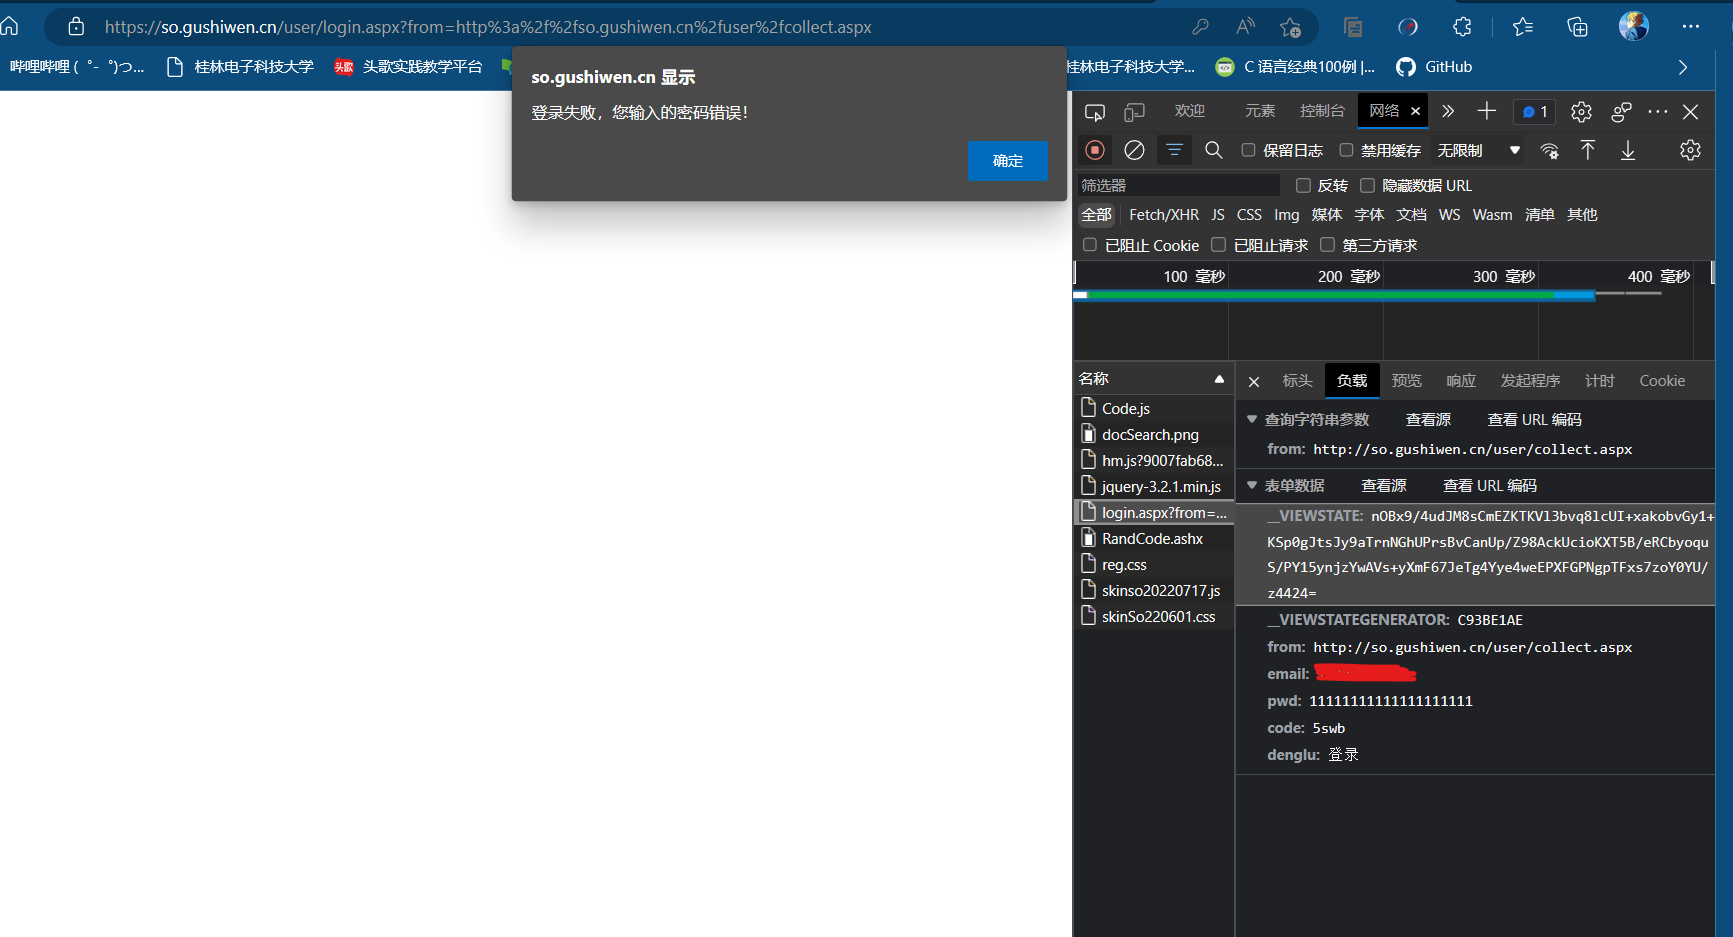 https://so.gushiwen.cn/user/login.aspx?from=http%3a%2f%2fso.gushiwen.cn%2fuser%2fcollect.aspx
哔哩哔哩 (゜-゜)つ...
桂林电子科技大学
头歌
头歌实践教学平台
桂林电子科技大学...
C 语言经典100例 |...
GitHub
so.gushiwen.cn 显示
登录失败，您输入的密码错误!
确定
欢迎
元素
控制台
网络
1
保留日志
禁用缓存
无限制
筛选器
反转
隐藏数据 URL
全部
Fetch/XHR
JS
CSS
Img
媒体
字体
文档
WS
Wasm
清单
其他
已阻止 Cookie
已阻止请求
第三方请求
100 毫秒
200 毫秒
300 毫秒
400 毫秒
名称
Code.js
docSearch.png
hm.js?9007fab68...
jquery-3.2.1.min.js
login.aspx?from=...
RandCode.ashx
reg.css
skinso20220717.js
skinSo220601.css
标头
负载
预览
响应
发起程序
计时
Cookie
查询字符串参数
查看源
查看 URL 编码
from: http://so.gushiwen.cn/user/collect.aspx
表单数据
查看源
查看 URL 编码
__VIEWSTATE: nOBx9/4udJM8sCmEZKTKVl3bvq8lcUI+xakobvGy1+
KSp0gJtsJy9aTrnNGhUPrsBvCanUp/Z98AckUcioKXT5B/eRCbyoqu
S/PY15ynjzYwAVs+yXmF67JeTg4Yye4weEPXFGPNgpTFxs7zoY0YU/
z4424=
__VIEWSTATEGENERATOR: C93BE1AE
from: http://so.gushiwen.cn/user/collect.aspx
email:
pwd: 11111111111111111111
code: 5swb
denglu: 登录